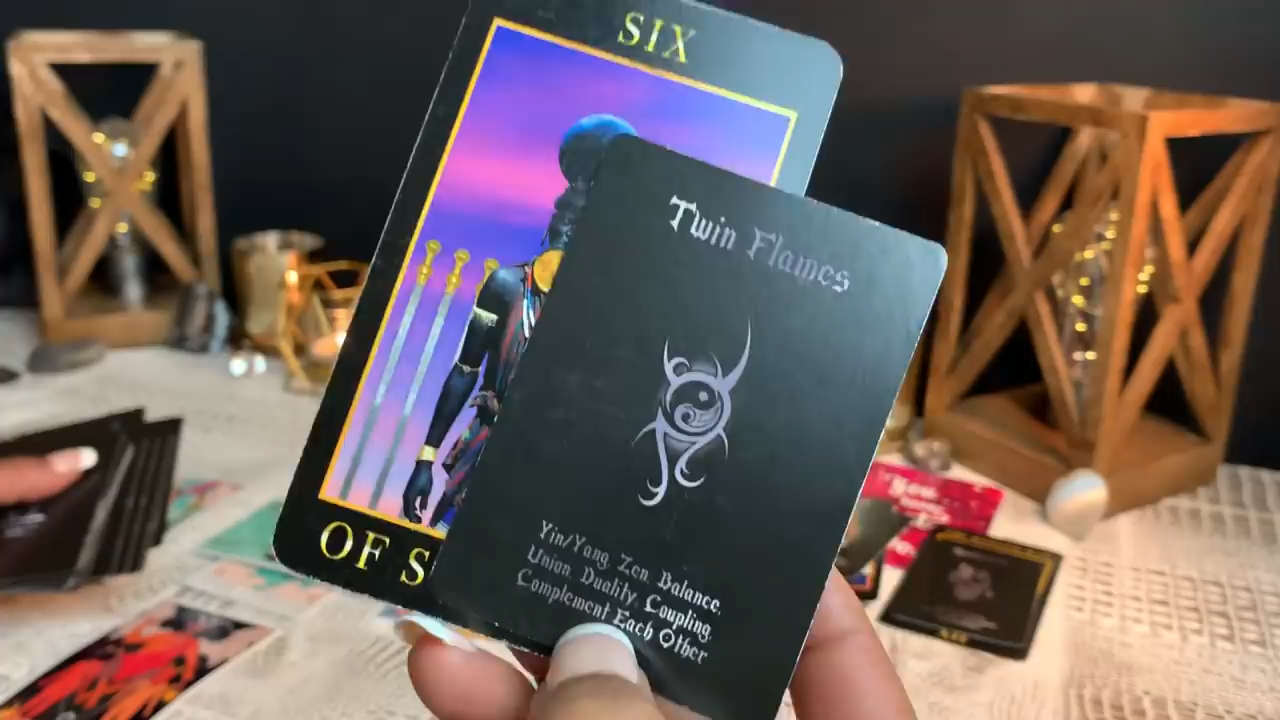 SIX
OF S
Twin Flames
Yin/Yang, Zen, Balance,
Union, Duality, Coupling,
Complement Each Other